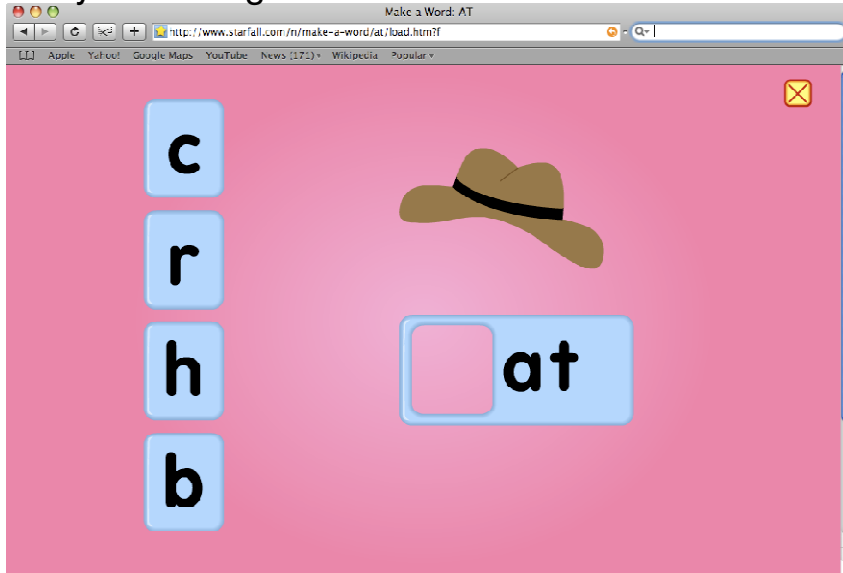 Make a Word: AT
http://www.starfall.com/n/make-a-word/at/load.htm?f
Apple Yahoo! Google Maps YouTube News (171) Wikipedia Popular
c
r
h
b
at